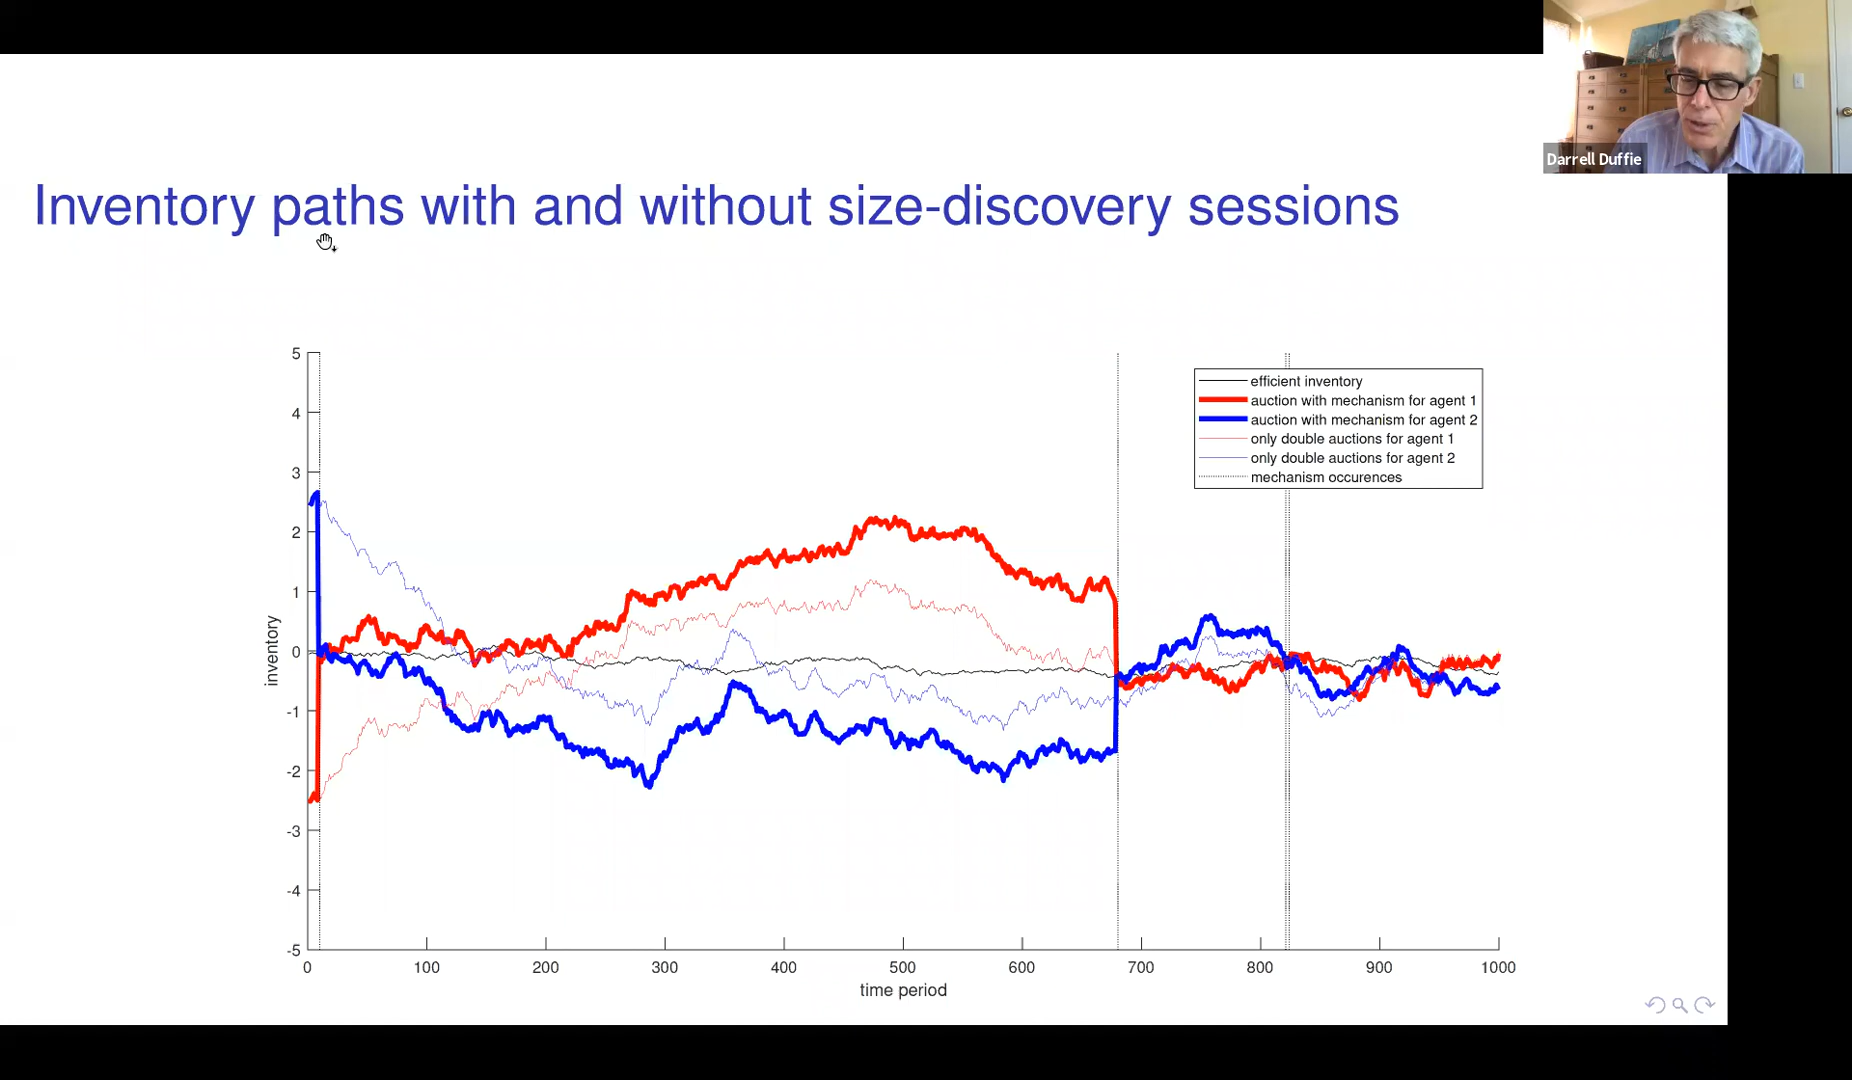 Darrell Duffie
Inventory paths with and without size-discovery sessions
efficient inventory
auction with mechanism for agent 1
auction with mechanism for agent 2
only double auctions for agent 1
only double auctions for agent 2
mechanism occurences
5
4
3
2
1
0
-1
-2
-3
-4
-5
inventory
0 100 200 300 400 500 600 700 800 900 1000
time period